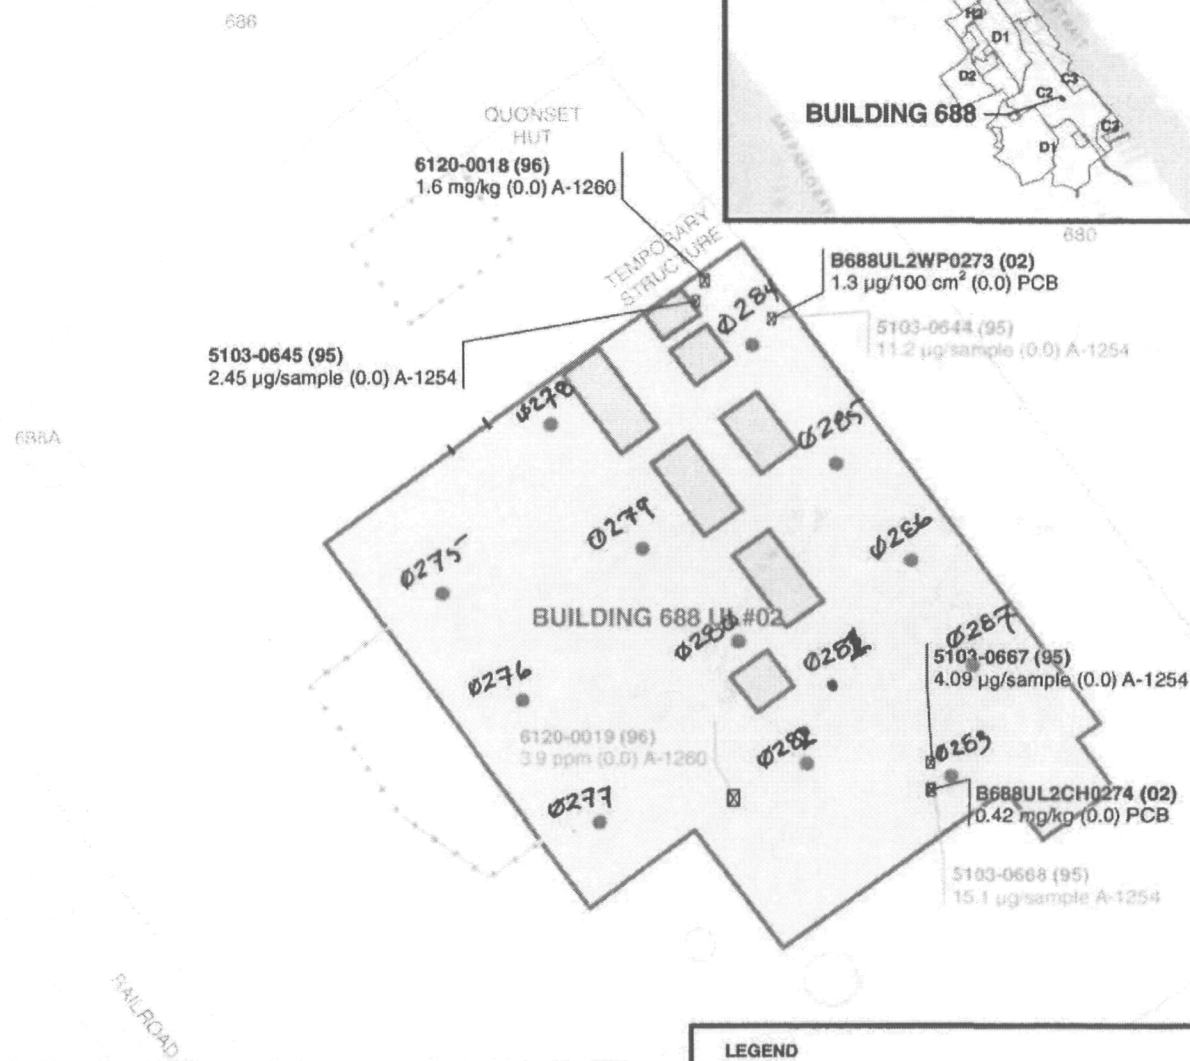 686
H2
D1
D2
C3
C2
C3
D1
BUILDING 688
STRAIT
680
QUONSET
HUT
6120-0018 (96)
1.6 mg/kg (0.0) A-1260
TEMPORARY
STRUCTURE
B688UL2WP0273 (02)
1.3 µg/100 cm² (0.0) PCB
5103-0644 (95)
11.2 µg/sample (0.0) A-1254
5103-0645 (95)
2.45 µg/sample (0.0) A-1254
688A
Ø284
Ø278
Ø285
Ø279
Ø286
Ø275
BUILDING 688 UL#02
Ø280
Ø281
Ø287
5103-0667 (95)
4.09 µg/sample (0.0) A-1254
Ø276
6120-0019 (96)
3.9 ppm (0.0) A-1260
Ø282
Ø283
B688UL2CH0274 (02)
0.42 mg/kg (0.0) PCB
Ø277
5103-0668 (95)
15.1 µg/sample A-1254
RAILROAD
LEGEND